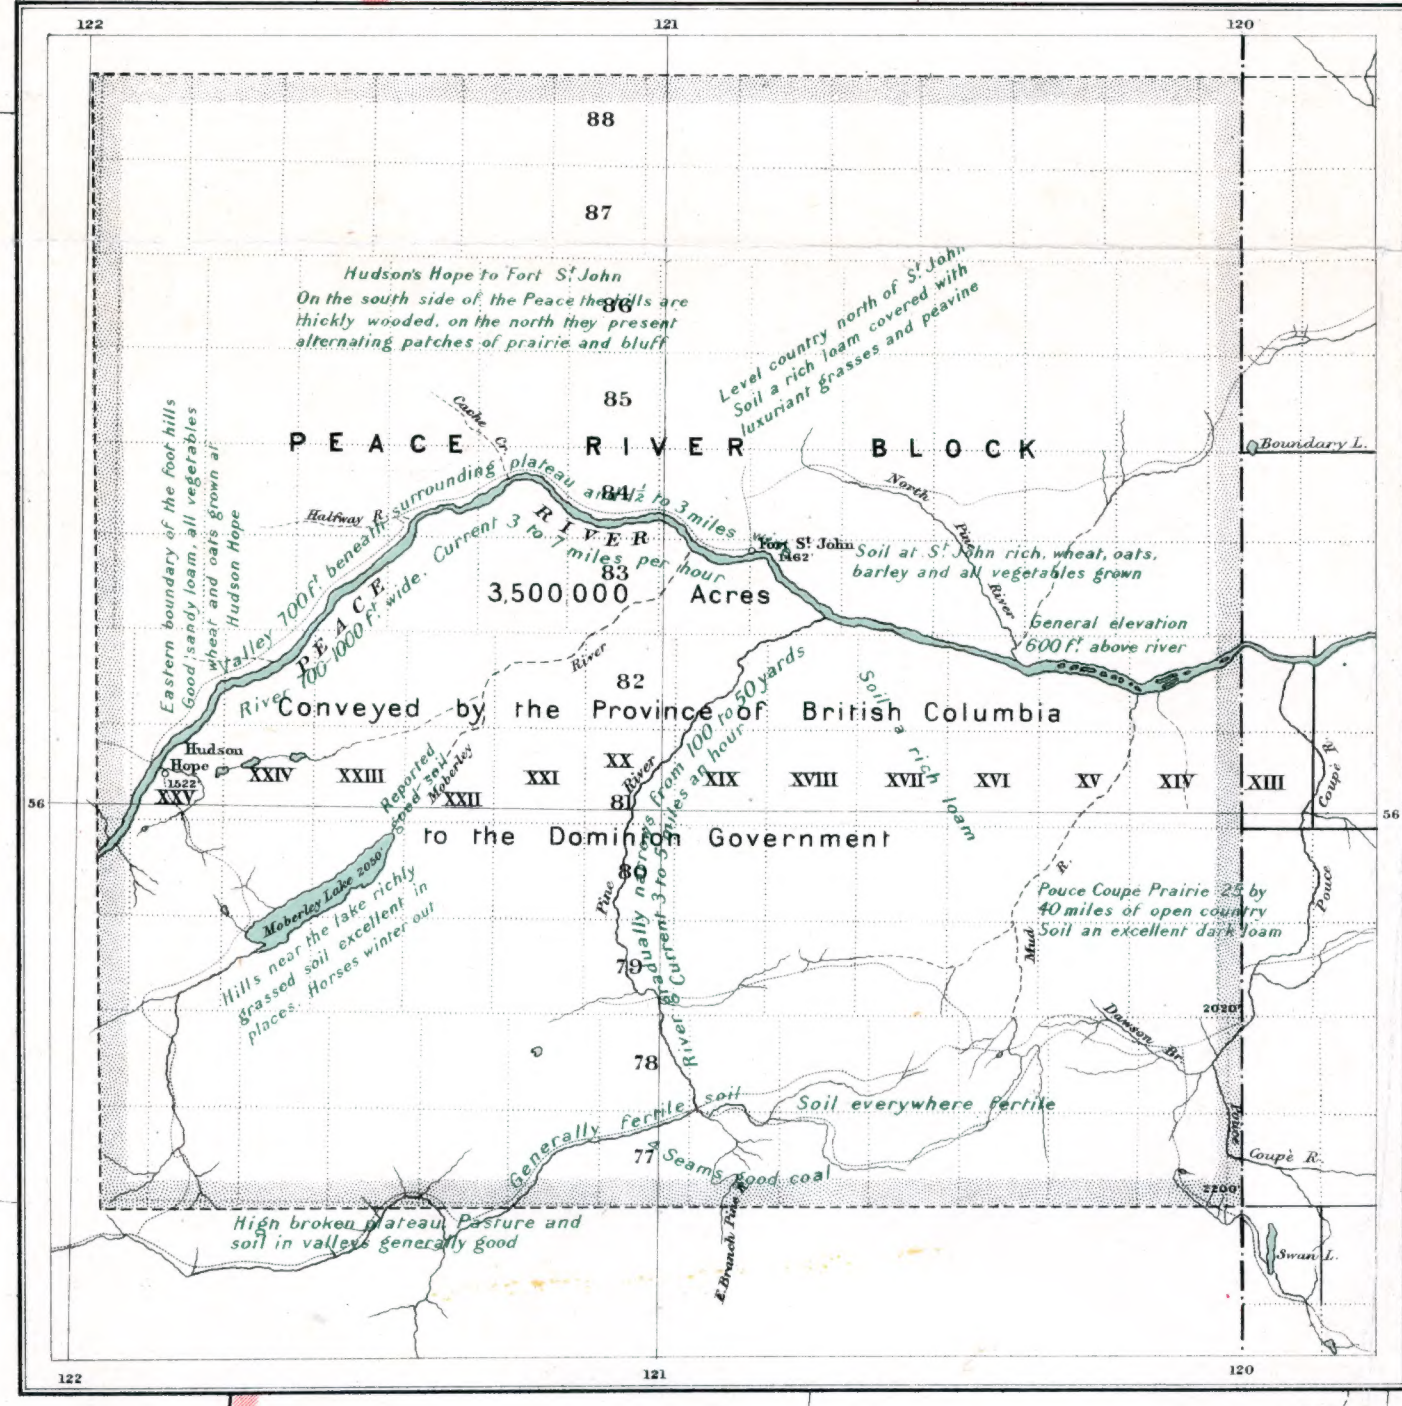 122 121 120
88
87
Hudson's Hope to Fort St. John
On the south side of the Peace the hills are
thickly wooded, on the north they present
alternating patches of prairie and bluff
86
Level country north of St. John
Soil a rich loam covered with
luxuriant grasses and peavine
85
Cache Cr.
PEACE RIVER BLOCK
Boundary L.
Eastern boundary of the foot hills
Good sandy loam, all vegetables
wheat and oats grown at
Hudson Hope
Valley 700 ft. beneath surrounding plateau and 1½ to 3 miles
84
North Pine River
Halfway R.
PEACE RIVER
River 700-1000 ft. wide. Current 3 to 7 miles per hour
Fort St. John
1462
Soil at St. John rich, wheat, oats,
barley and all vegetables grown
83
3,500,000 Acres
General elevation
600 ft. above river
River
Moberley
82
Soil a rich loam
Conveyed by the Province of British Columbia
Hudson
Hope
1522
XXV XXIV XXIII XXII XXI XX XIX XVIII XVII XVI XV XIV XIII
Reported
good soil
56 81 56
Coupè R.
Pouce
to the Dominion Government
River gradually narrows from 100 to 50 yards
Current 3 to 5 miles an hour
Pine River
80
Moberley Lake 2050'
Hills near the lake richly
grassed soil excellent in
places. Horses winter out
Mud R.
Pouce Coupe Prairie 25 by
40 miles of open country
Soil an excellent dark loam
79
2020'
Dawson Br.
78
Generally fertile soil
Soil everywhere fertile
Pouce
Coupè R.
77
4 Seams good coal
2200'
E. Branch Pine R.
High broken plateau. Pasture and
soil in valleys generally good
Swan L.
122 121 120